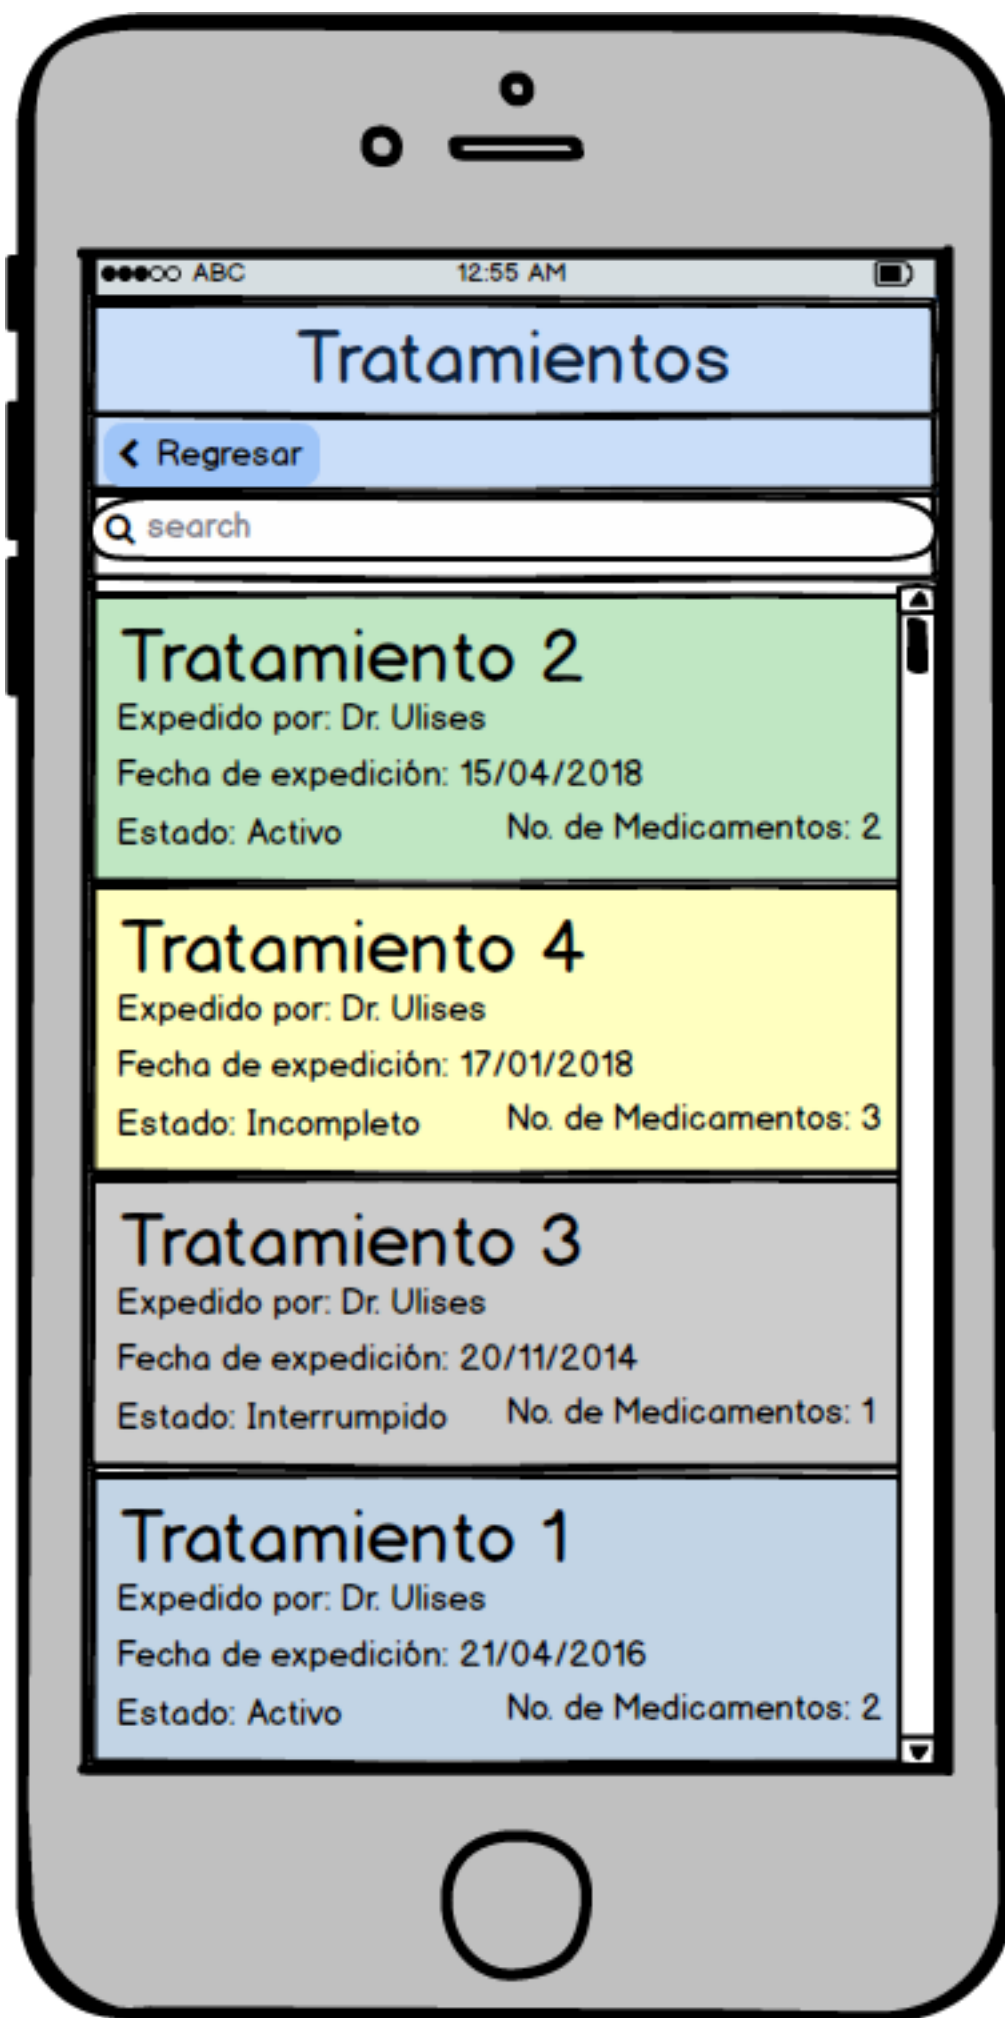 ABC 12:55 AM
Tratamientos
Regresar
search
Tratamiento 2
Expedido por: Dr. Ulises
Fecha de expedición: 15/04/2018
Estado: Activo No. de Medicamentos: 2
Tratamiento 4
Expedido por: Dr. Ulises
Fecha de expedición: 17/01/2018
Estado: Incompleto No. de Medicamentos: 3
Tratamiento 3
Expedido por: Dr. Ulises
Fecha de expedición: 20/11/2014
Estado: Interrumpido No. de Medicamentos: 1
Tratamiento 1
Expedido por: Dr. Ulises
Fecha de expedición: 21/04/2016
Estado: Activo No. de Medicamentos: 2